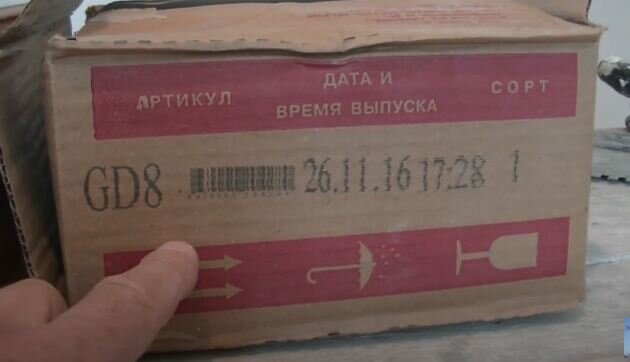 АРТИКУЛ
ДАТА И
ВРЕМЯ ВЫПУСКА
СОРТ
GD8 26.11.16 17:28 1